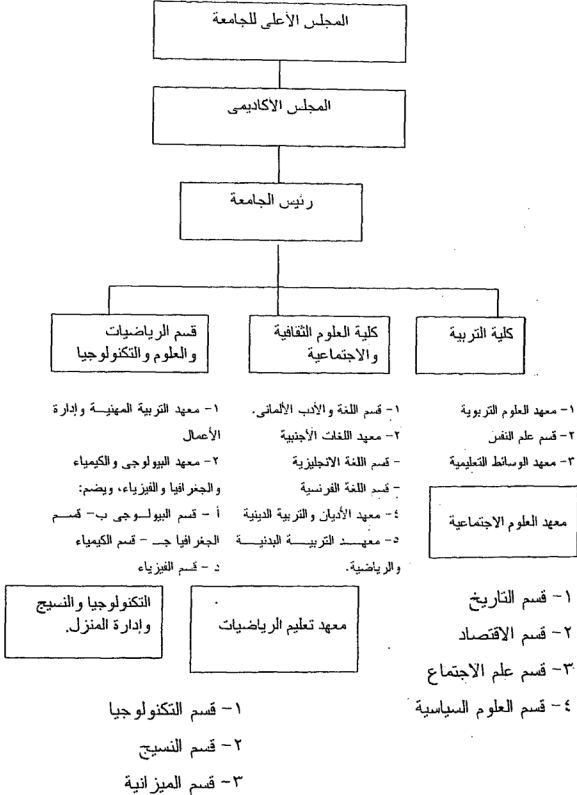 المجلس الأعلى للجامعة
المجلس الأكاديمى
رئيس الجامعة
كلية التربية
كلية العلوم الثقافية
والاجتماعية
قسم الرياضيات
والعلوم والتكنولوجيا
١- معهد العلوم التربوية
٢- قسم علم النفس
٣- معهد الوسائط التعليمية
١- قسم اللغة والأدب الألمانى.
٢- معهد اللغات الأجنبية
- قسم اللغة الانجليزية
- قسم اللغة الفرنسية
٤- معهد الأديان والتربية الدينية
٥- معهد التربية البدنية
والرياضية.
١- معهد التربية المهنية وإدارة
الأعمال
٢- معهد البيولوجى والكيمياء
والجغرافيا والفيزياء، ويضم:
أ - قسم البيولوجى ب- قسم
الجغرافيا جـ - قسم الكيمياء
د - قسم الفيزياء
معهد العلوم الاجتماعية
١- قسم التاريخ
٢- قسم الاقتصاد
٣- قسم علم الاجتماع
٤- قسم العلوم السياسية
معهد تعليم الرياضيات
التكنولوجيا والنسيج
وإدارة المنزل.
١- قسم التكنولوجيا
٢- قسم النسيج
٣- قسم الميزانية